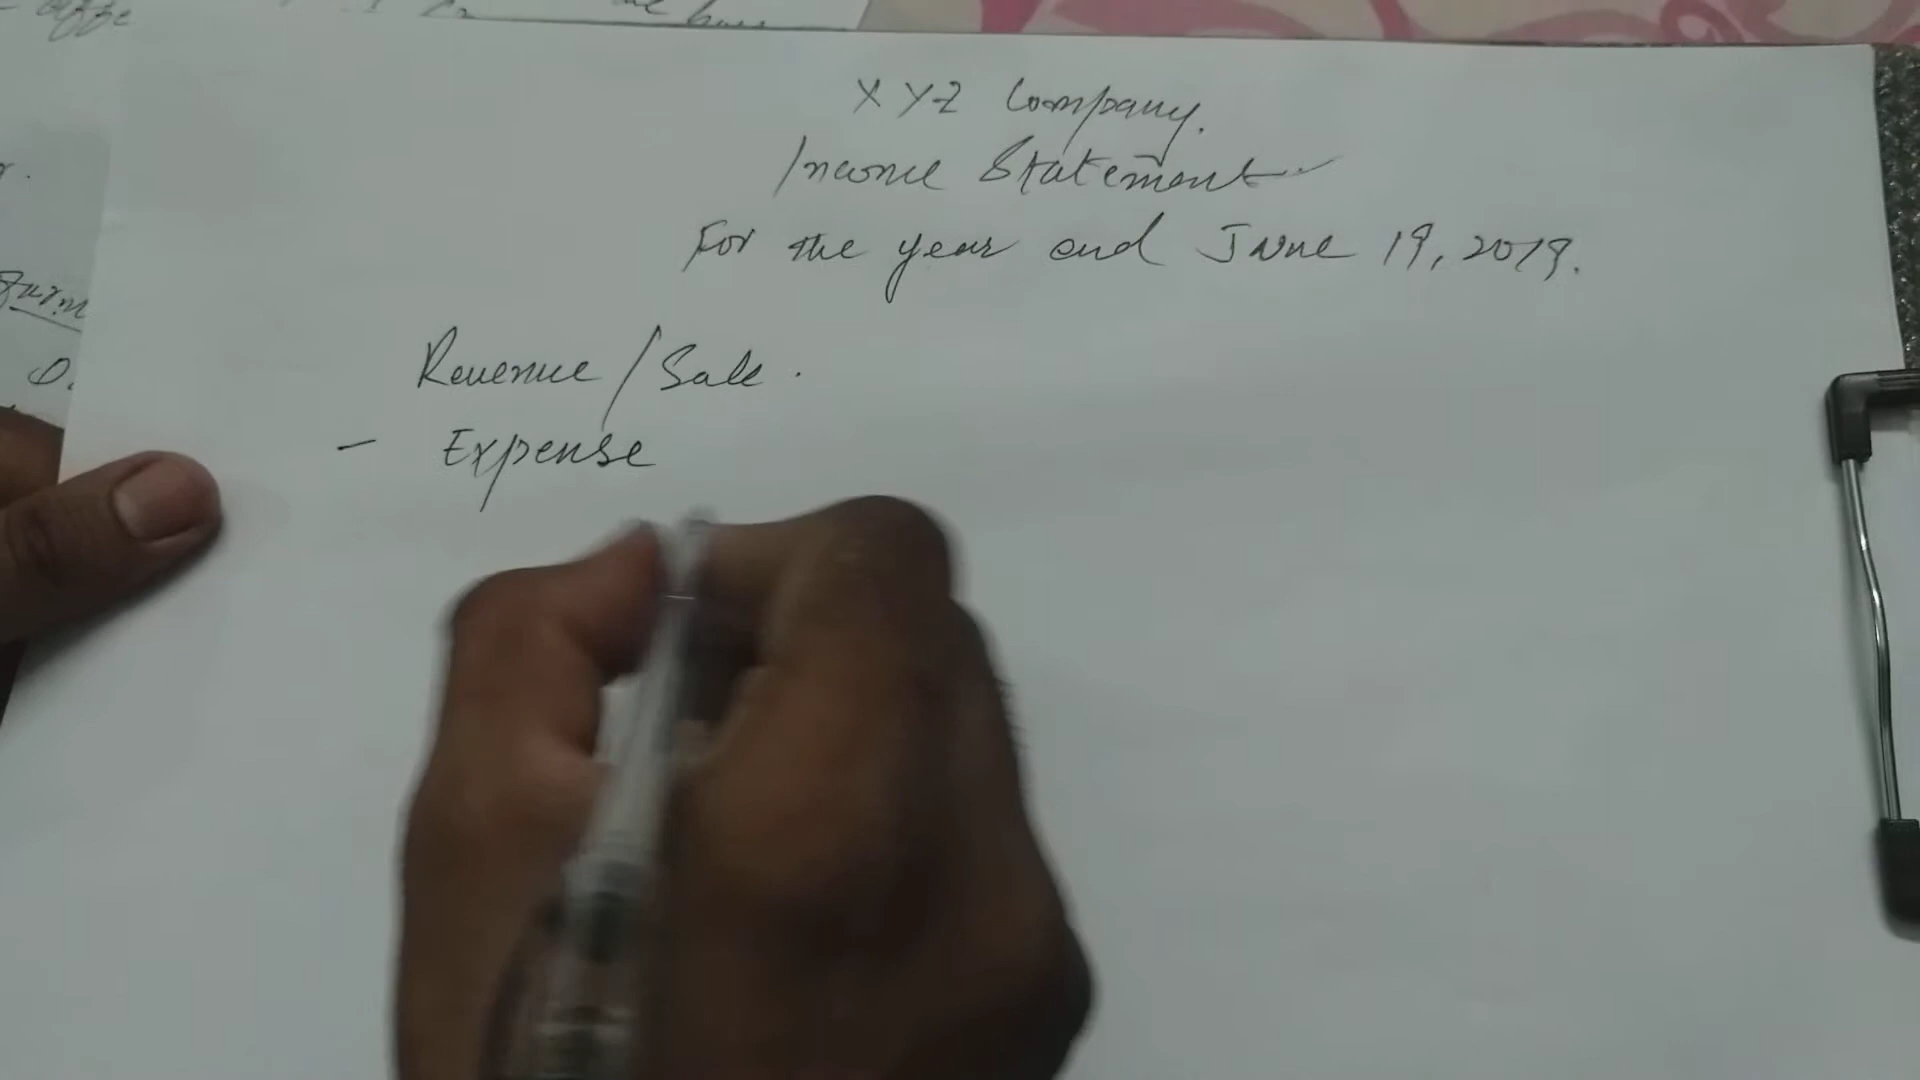 XYZ Company.
Income Statement
For the year end June 19, 2019.
Revenue / Sale.
- Expense